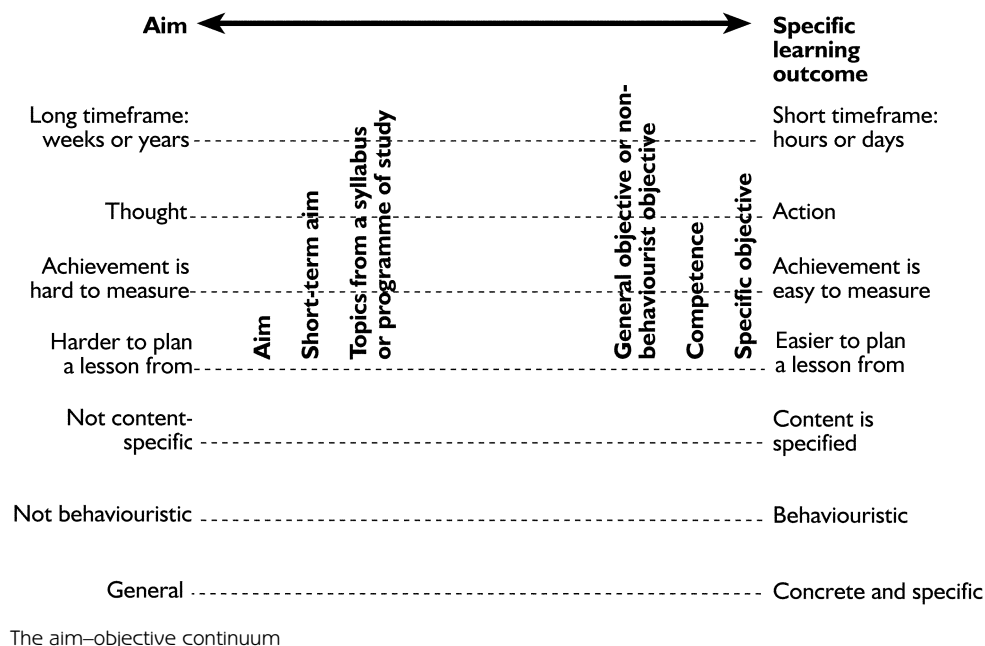 Aim
Specific
learning
outcome
Long timeframe:
weeks or years
Short timeframe:
hours or days
Thought
Action
Achievement is
hard to measure
Achievement is
easy to measure
Harder to plan
a lesson from
Easier to plan
a lesson from
Not content-
specific
Content is
specified
Not behaviouristic
Behaviouristic
General
Concrete and specific
Aim
Short-term aim
Topics from a syllabus
or programme of study
General objective or non-
behaviourist objective
Competence
Specific objective
The aim–objective continuum